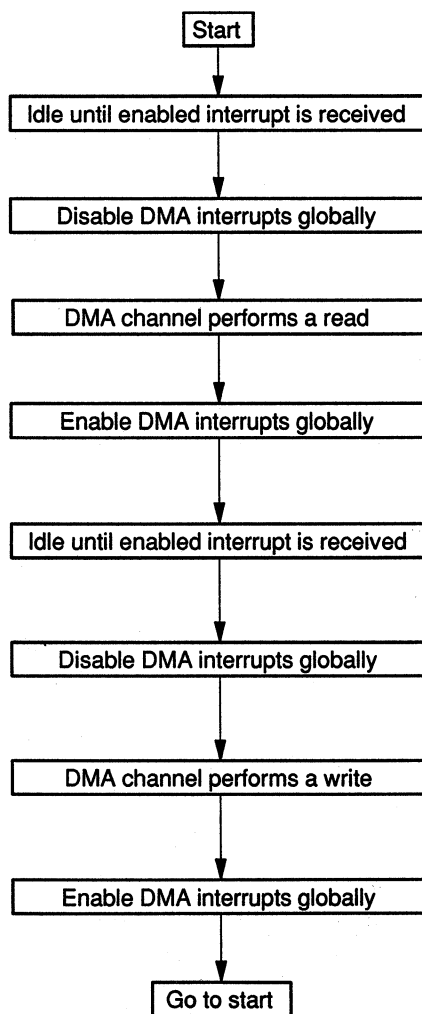 Start
Idle until enabled interrupt is received
Disable DMA interrupts globally
DMA channel performs a read
Enable DMA interrupts globally
Idle until enabled interrupt is received
Disable DMA interrupts globally
DMA channel performs a write
Enable DMA interrupts globally
Go to start